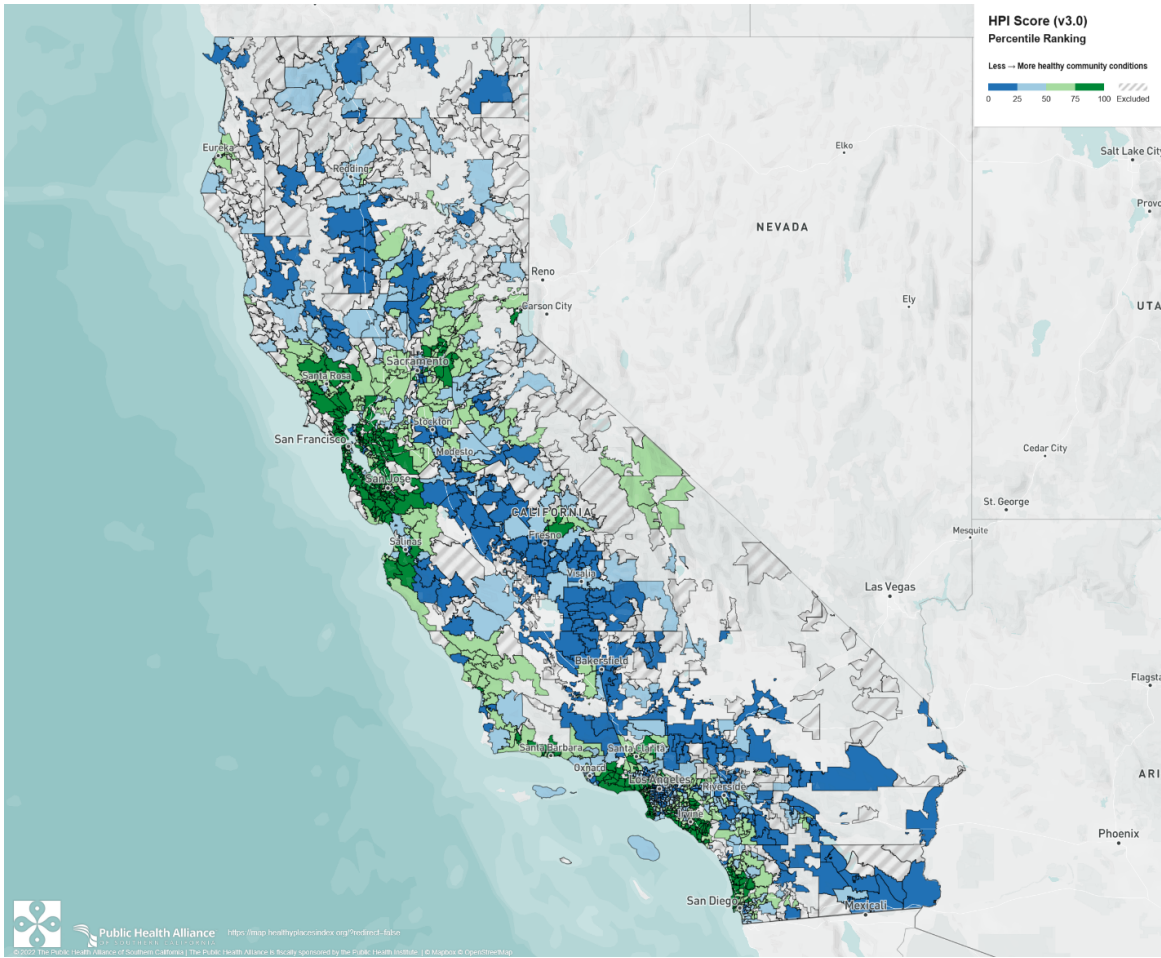 HPI Score (v3.0)
Percentile Ranking
Less → More healthy community conditions
0 25 50 75 100 Excluded
Eureka
Redding
Elko
Salt Lake City
Provo
NEVADA
Reno
Carson City
Ely
UTA
Sacramento
Santa Rosa
Stockton
San Francisco
Modesto
San Jose
Cedar City
St. George
CALIFORNIA
Mesquite
Fresno
Salinas
Visalia
Las Vegas
Bakersfield
Flagsta
Santa Barbara
Santa Clarita
Oxnard
Los Angeles
Riverside
ARI
Irvine
Phoenix
San Diego
Mexicali
Public Health Alliance
OF SOUTHERN CALIFORNIA
https://map.healthyplacesindex.org/?redirect=false
© 2022 The Public Health Alliance of Southern California | The Public Health Alliance is fiscally sponsored by the Public Health Institute. | © Mapbox © OpenStreetMap